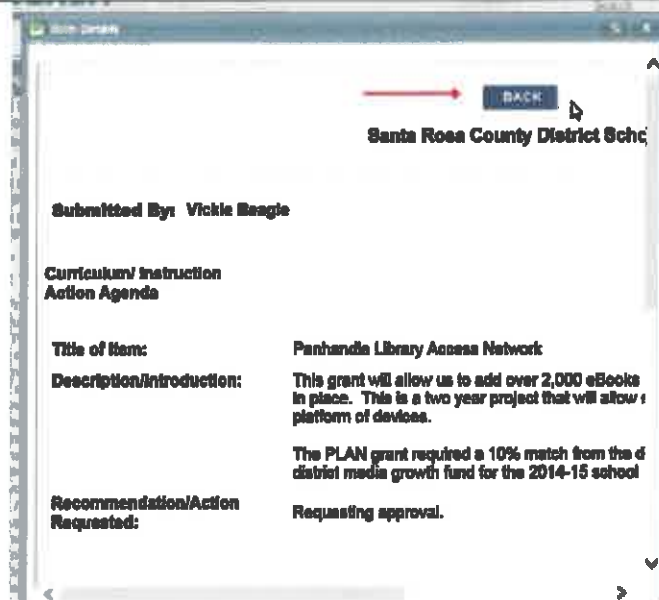 Item Details
BACK
Santa Rosa County District Scho
Submitted By: Vickie Beagle
Curriculum/ Instruction
Action Agenda
Title of Item: Panhandle Library Access Network
Description/Introduction: This grant will allow us to add over 2,000 eBooks
in place. This is a two year project that will allow s
platform of devices.
The PLAN grant required a 10% match from the d
district media growth fund for the 2014-15 school
Recommendation/Action
Requested: Requesting approval.